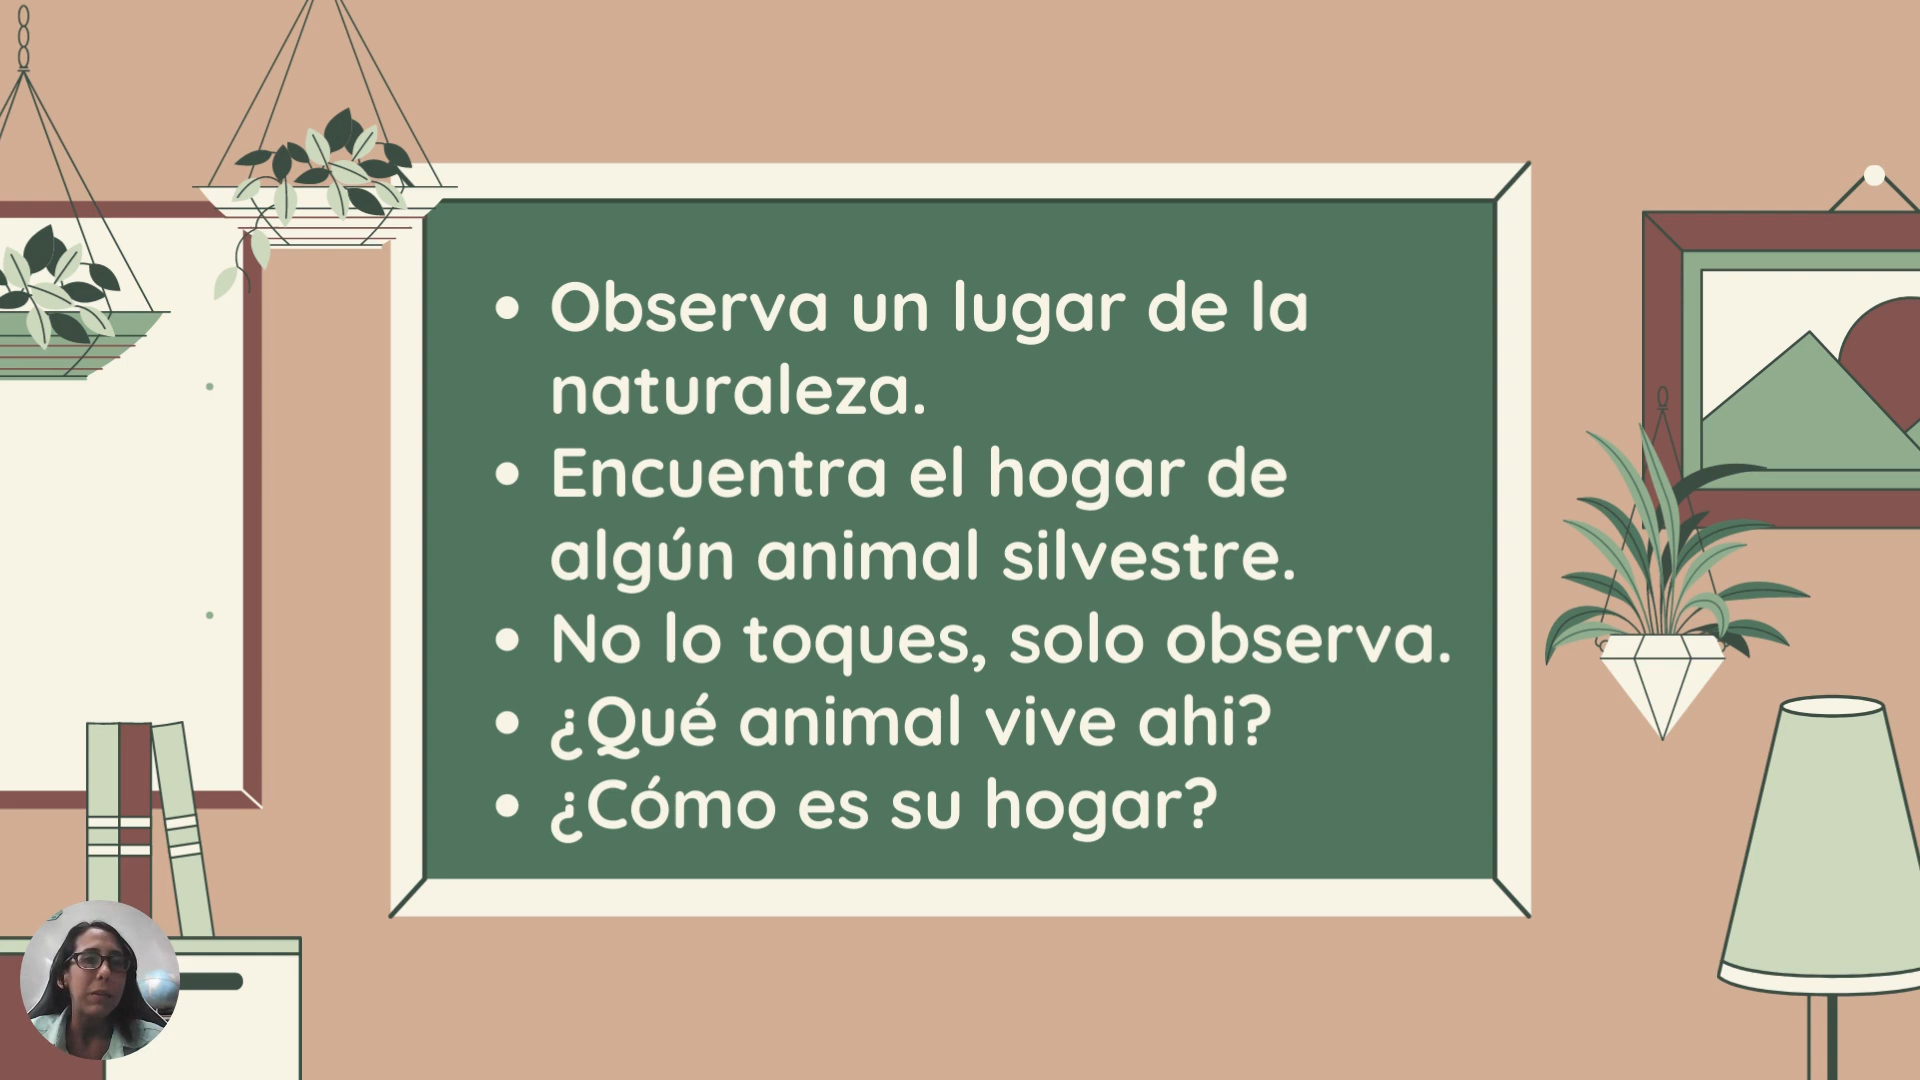 • Observa un lugar de la
naturaleza.
• Encuentra el hogar de
algún animal silvestre.
• No lo toques, solo observa.
• ¿Qué animal vive ahi?
• ¿Cómo es su hogar?